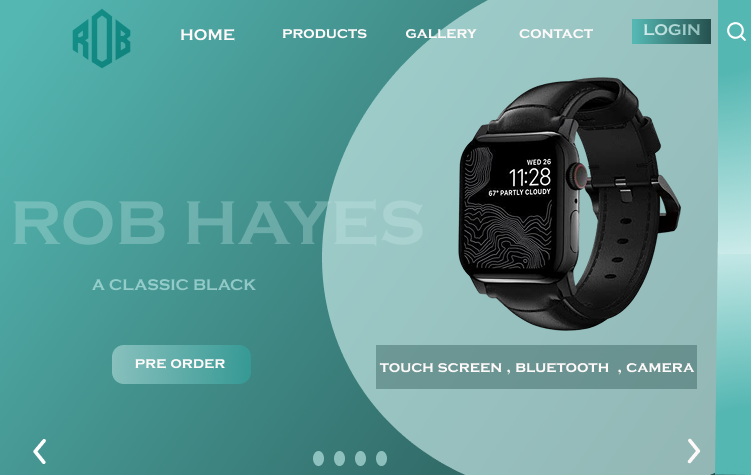 ROB
HOME
PRODUCTS
GALLERY
CONTACT
LOGIN
WED 26
11:28
67° PARTLY CLOUDY
ROB HAYES
A CLASSIC BLACK
PRE ORDER
TOUCH SCREEN , BLUETOOTH , CAMERA